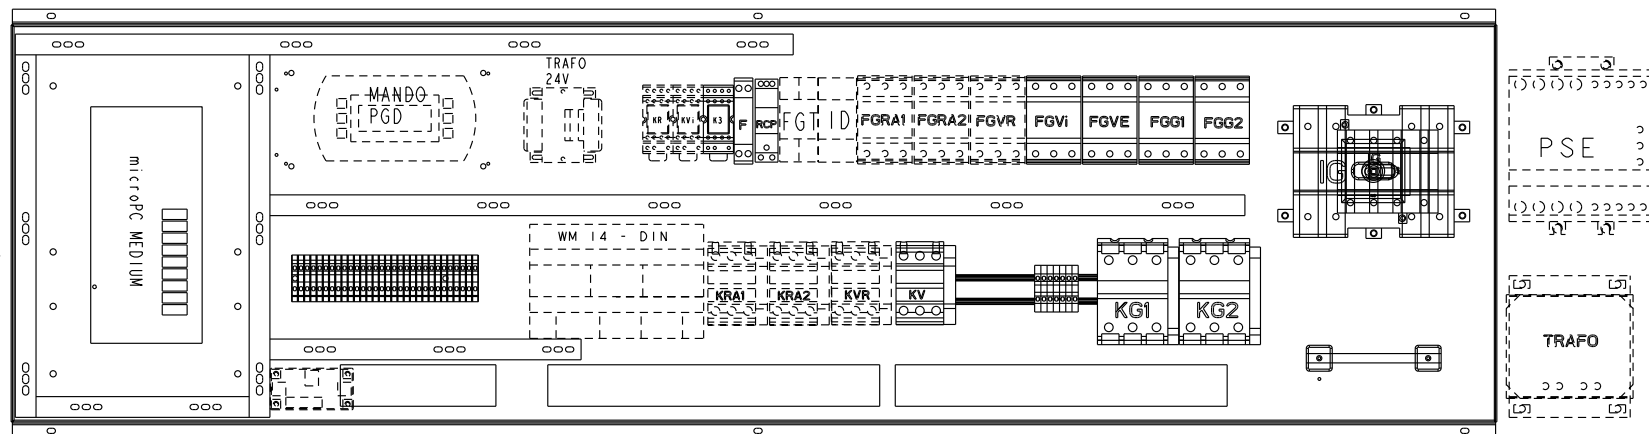 TRAFO
24V
MANDO
PGD
KR
KVi
K3
F
RCP
FGT
ID
FGRA1
FGRA2
FGVR
FGVi
FGVE
FGG1
FGG2
IG
PSE
microPC MEDIUM
WM 14 - DIN
KRA1
KRA2
KVR
KV
KG1
KG2
TRAFO